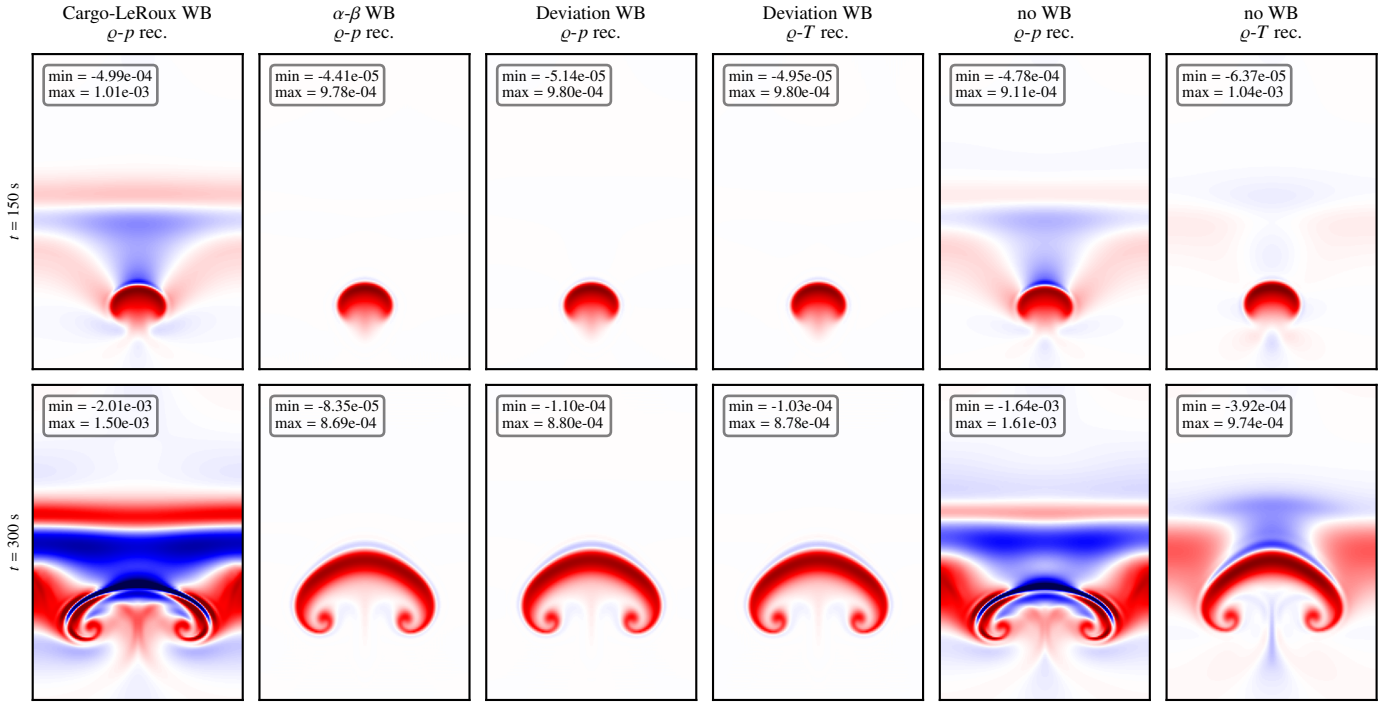 Cargo-LeRoux WB
ϱ-p rec.
α-β WB
ϱ-p rec.
Deviation WB
ϱ-p rec.
Deviation WB
ϱ-T rec.
no WB
ϱ-p rec.
no WB
ϱ-T rec.
t = 150 s
min = -4.99e-04
max = 1.01e-03
min = -4.41e-05
max = 9.78e-04
min = -5.14e-05
max = 9.80e-04
min = -4.95e-05
max = 9.80e-04
min = -4.78e-04
max = 9.11e-04
min = -6.37e-05
max = 1.04e-03
t = 300 s
min = -2.01e-03
max = 1.50e-03
min = -8.35e-05
max = 8.69e-04
min = -1.10e-04
max = 8.80e-04
min = -1.03e-04
max = 8.78e-04
min = -1.64e-03
max = 1.61e-03
min = -3.92e-04
max = 9.74e-04